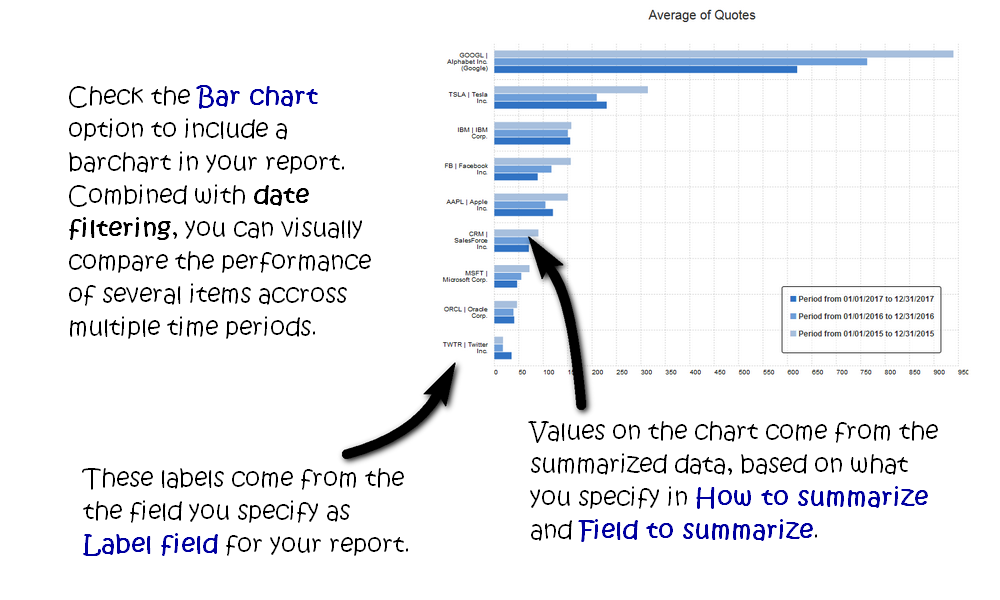 Average of Quotes
Check the Bar chart
option to include a
barchart in your report.
Combined with date
filtering, you can visually
compare the performance
of several items accross
multiple time periods.
GOOGL |
Alphabet Inc.
(Google)
TSLA | Tesla
Inc.
IBM | IBM
Corp.
FB | Facebook
Inc.
AAPL | Apple
Inc.
CRM |
SalesForce
Inc.
MSFT |
Microsoft Corp.
ORCL | Oracle
Corp.
TWTR | Twitter
Inc.
Period from 01/01/2017 to 12/31/2017
Period from 01/01/2016 to 12/31/2016
Period from 01/01/2015 to 12/31/2015
0 50 100 150 200 250 300 350 400 450 500 550 600 650 700 750 800 850 900 950
These labels come from the
the field you specify as
Label field for your report.
Values on the chart come from the
summarized data, based on what
you specify in How to summarize
and Field to summarize.